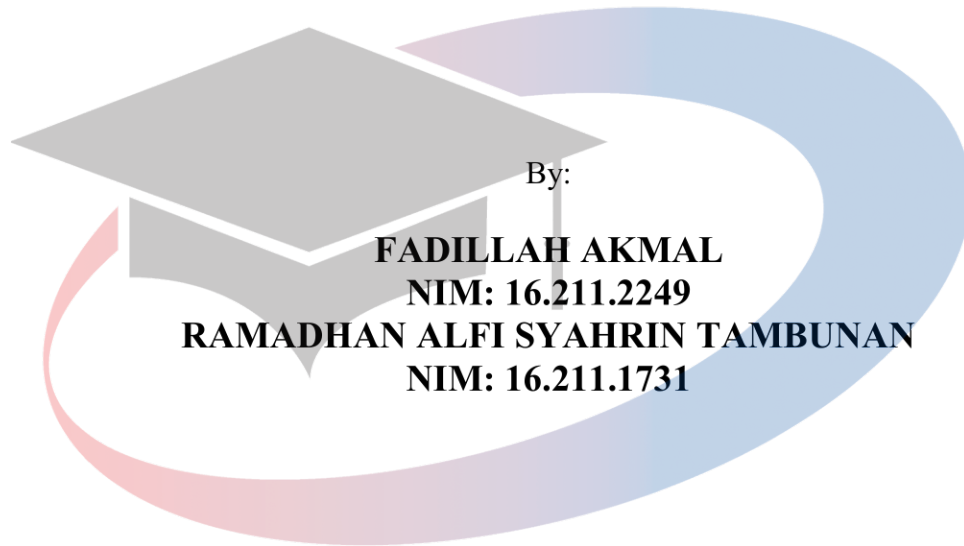 By:
FADILLAH AKMAL
NIM: 16.211.2249
RAMADHAN ALFI SYAHRIN TAMBUNAN
NIM: 16.211.1731